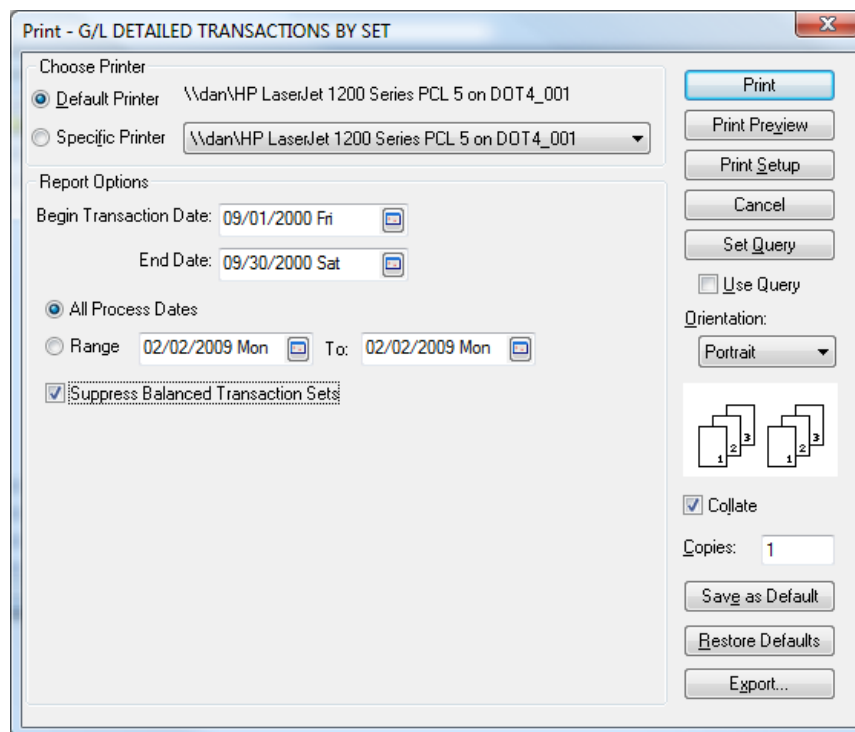 Print - G/L DETAILED TRANSACTIONS BY SET
Choose Printer
Default Printer \\dan\HP LaserJet 1200 Series PCL 5 on DOT4_001
Specific Printer \\dan\HP LaserJet 1200 Series PCL 5 on DOT4_001
Report Options
Begin Transaction Date: 09/01/2000 Fri
End Date: 09/30/2000 Sat
All Process Dates
Range 02/02/2009 Mon To: 02/02/2009 Mon
Suppress Balanced Transaction Sets
Print
Print Preview
Print Setup
Cancel
Set Query
Use Query
Orientation:
Portrait
1 2 3 1 2 3
Collate
Copies: 1
Save as Default
Restore Defaults
Export...